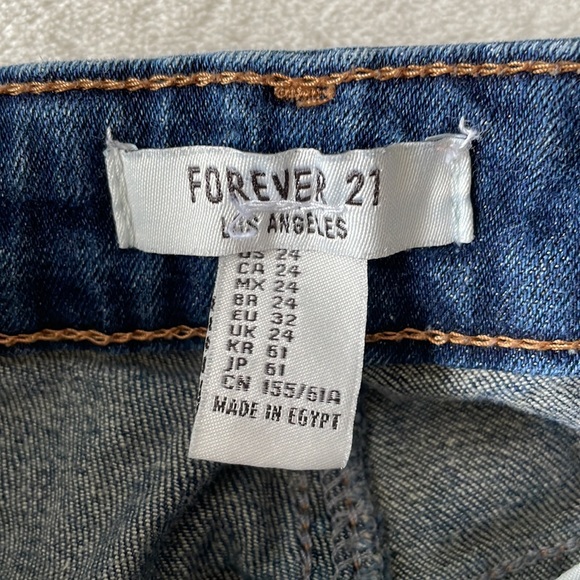 FOREVER 21
LOS ANGELES
US 24
CA 24
MX 24
BR 24
EU 32
UK 24
KR 61
JP 61
CN 155/61A
MADE IN EGYPT